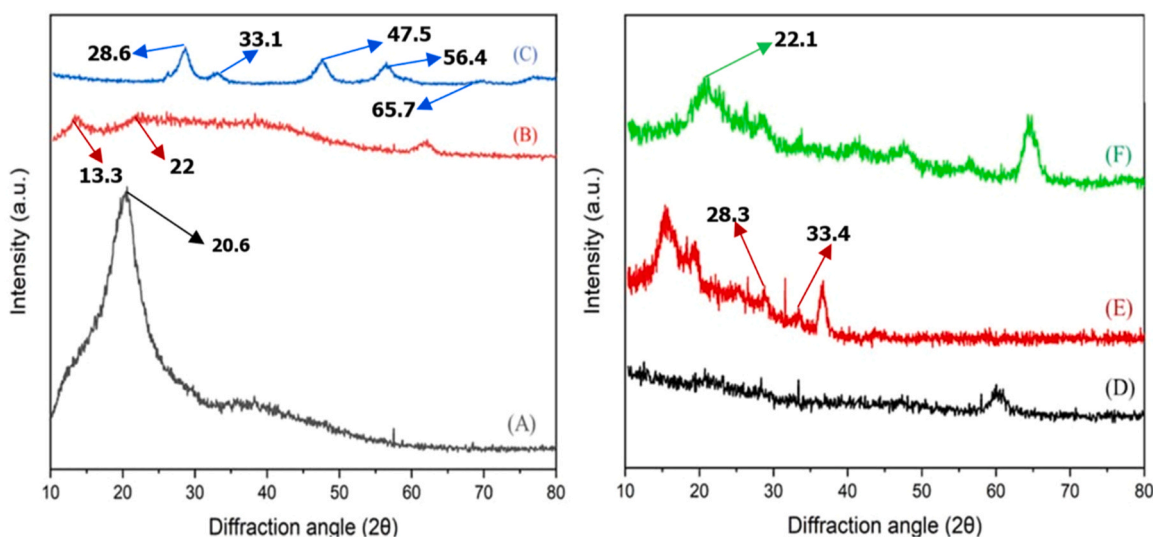 28.6
33.1
47.5
56.4
(C)
65.7
(B)
13.3
22
20.6
(A)
Intensity (a.u.)
10 20 30 40 50 60 70 80
Diffraction angle (2θ)
22.1
(F)
28.3
33.4
(E)
(D)
Intensity (a.u.)
10 20 30 40 50 60 70 80
Diffraction angle (2θ)